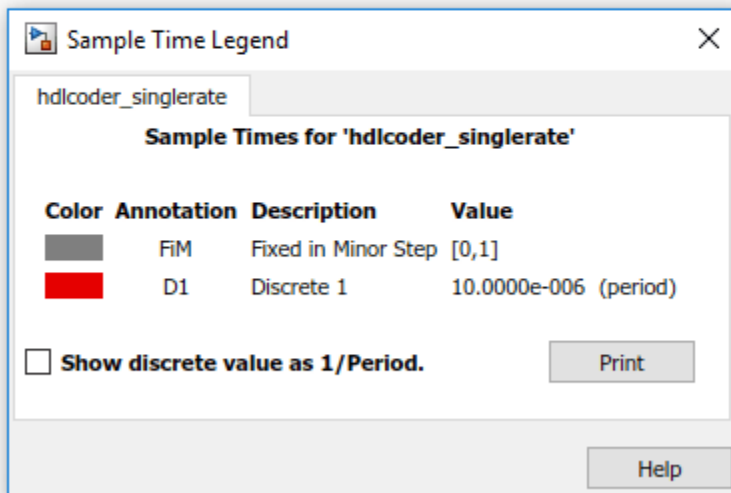 Sample Time Legend
hdlcoder_singlerate
Sample Times for 'hdlcoder_singlerate'
Color Annotation Description Value
FiM Fixed in Minor Step [0,1]
D1 Discrete 1 10.0000e-006 (period)
Show discrete value as 1/Period. Print
Help